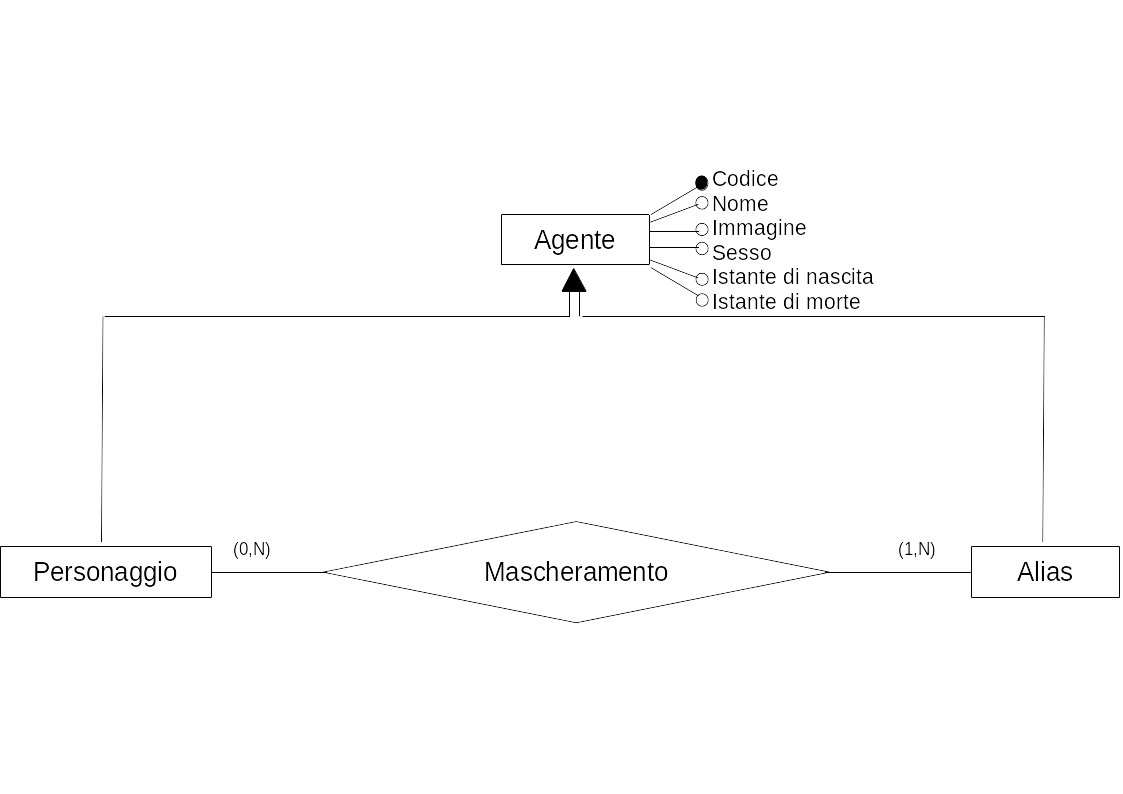 Codice
Nome
Agente
Immagine
Sesso
Istante di nascita
Istante di morte
(0,N)
(1,N)
Personaggio
Mascheramento
Alias